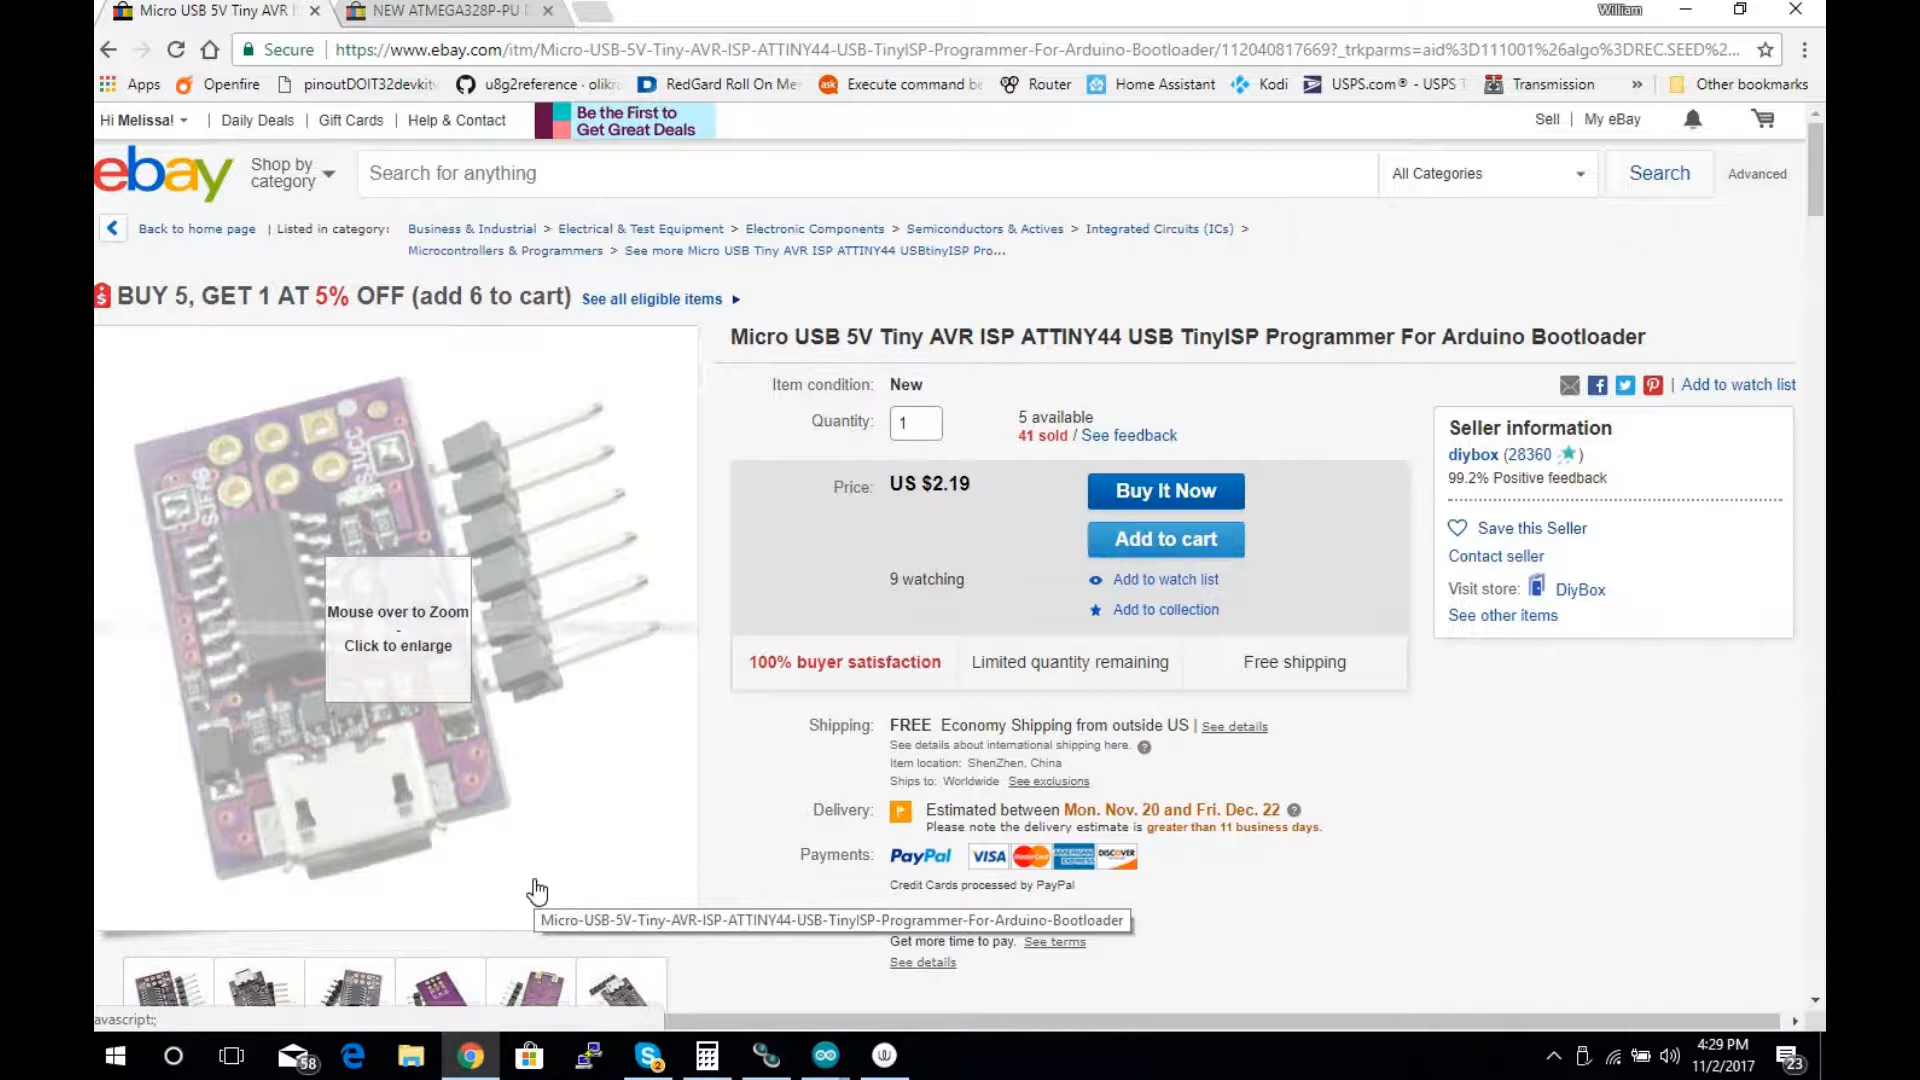 Micro USB 5V Tiny AVR I
NEW ATMEGA328P-PU
William
Secure
https://www.ebay.com/itm/Micro-USB-5V-Tiny-AVR-ISP-ATTINY44-USB-TinyISP-Programmer-For-Arduino-Bootloader/112040817669?_trkparms=aid%3D111001%26algo%3DREC.SEED%2...
Apps
Openfire
pinoutDOIT32devkit
u8g2reference · olikr
RedGard Roll On Me
Execute command be
Router
Home Assistant
Kodi
USPS.com® - USPS T
Transmission
»
Other bookmarks
Hi Melissa!
Daily Deals
Gift Cards
Help & Contact
Be the First to
Get Great Deals
Sell
My eBay
ebay
Shop by
category
Search for anything
All Categories
Search
Advanced
Back to home page
Listed in category:
Business & Industrial > Electrical & Test Equipment > Electronic Components > Semiconductors & Actives > Integrated Circuits (ICs) >
Microcontrollers & Programmers > See more Micro USB Tiny AVR ISP ATTINY44 USBtinyISP Pro...
BUY 5, GET 1 AT 5% OFF (add 6 to cart) See all eligible items
Micro USB 5V Tiny AVR ISP ATTINY44 USB TinyISP Programmer For Arduino Bootloader
Item condition: New
Add to watch list
Quantity: 1
5 available
41 sold / See feedback
Price: US $2.19
Buy It Now
Add to cart
9 watching
Add to watch list
Add to collection
100% buyer satisfaction
Limited quantity remaining
Free shipping
Seller information
diybox (28360 )
99.2% Positive feedback
Save this Seller
Contact seller
Visit store: DiyBox
See other items
SJVCC
Mouse over to Zoom
-
Click to enlarge
Shipping: FREE Economy Shipping from outside US | See details
See details about international shipping here.
Item location: ShenZhen, China
Ships to: Worldwide See exclusions
Delivery: Estimated between Mon. Nov. 20 and Fri. Dec. 22
Please note the delivery estimate is greater than 11 business days.
Payments: PayPal VISA MasterCard AMERICAN EXPRESS DISCOVER
Credit Cards processed by PayPal
Micro-USB-5V-Tiny-AVR-ISP-ATTINY44-USB-TinyISP-Programmer-For-Arduino-Bootloader
Get more time to pay. See terms
See details
avascript:;
58
2
4:29 PM
11/2/2017
23